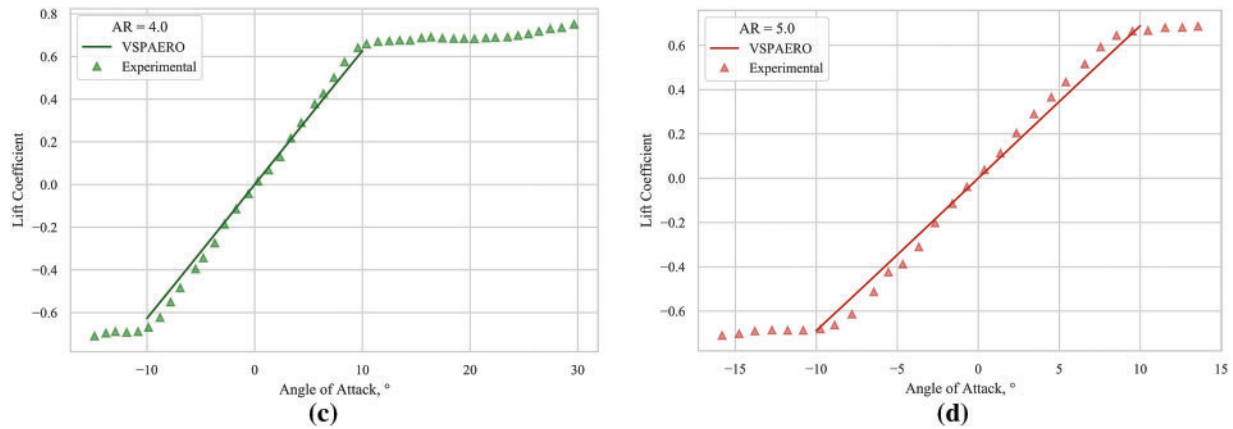 0.8
0.6
0.4
0.2
0.0
−0.2
−0.4
−0.6
Lift Coefficient
AR = 4.0
VSPAERO
Experimental
−10
0
10
20
30
Angle of Attack, °
(c)
0.6
0.4
0.2
0.0
−0.2
−0.4
−0.6
−0.8
Lift Coefficient
AR = 5.0
VSPAERO
Experimental
−15
−10
−5
0
5
10
15
Angle of Attack, °
(d)